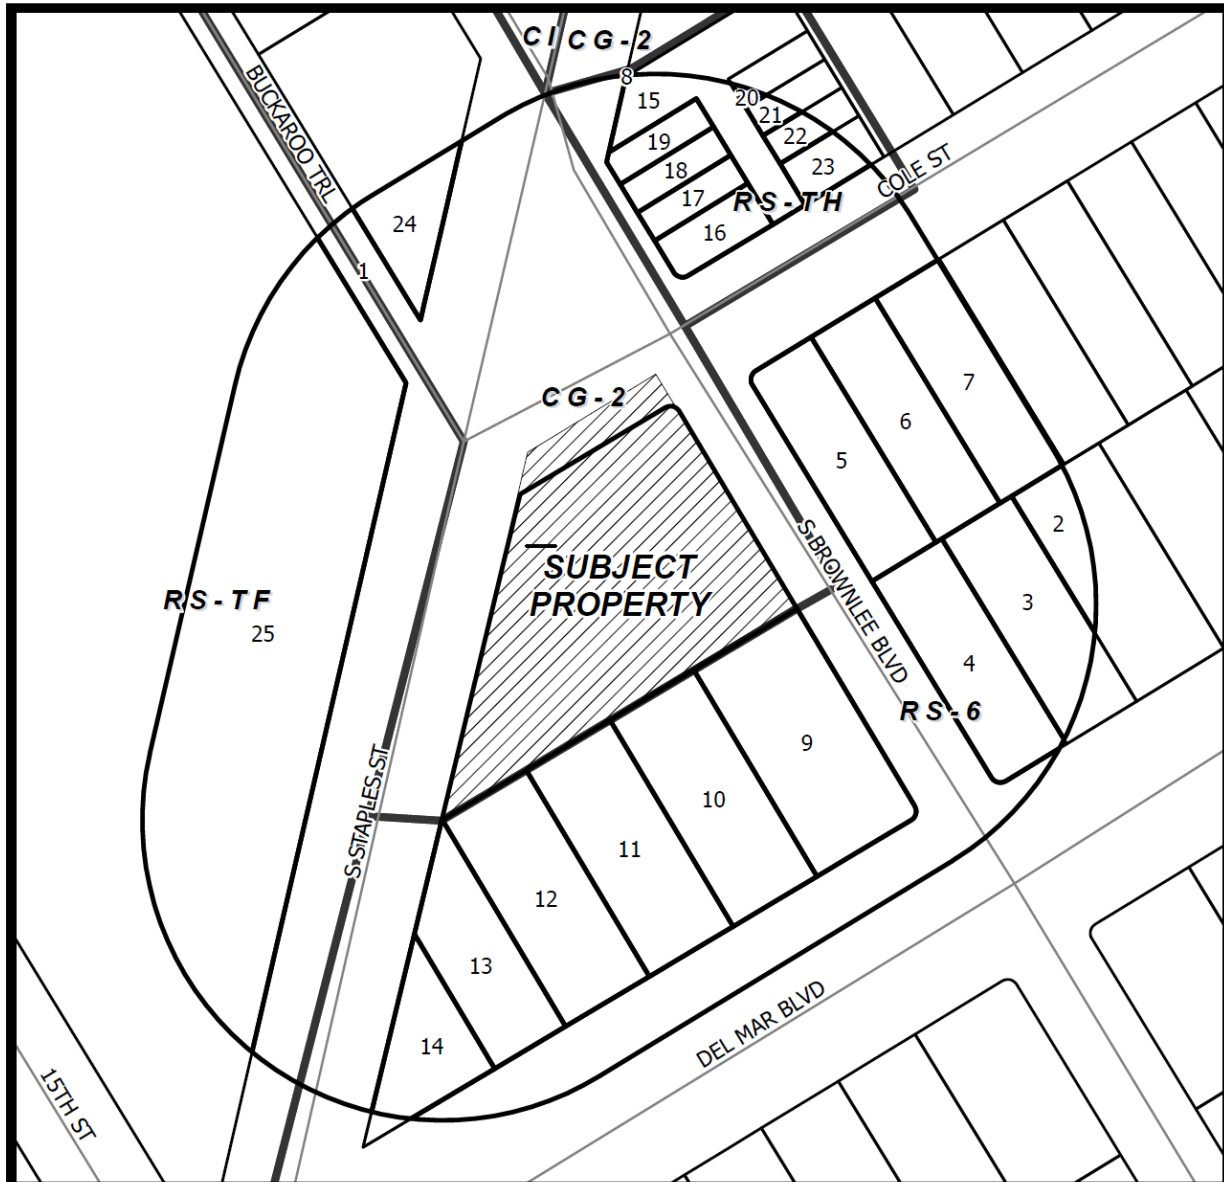 CI
CG-2
8
BUCKAROO TRL
15
20
21
19
22
18
23
COLE ST
17
RS-TH
24
16
1
7
CG-2
6
5
2
S BROWNLEE BLVD
SUBJECT
PROPERTY
RS-TF
3
25
4
RS-6
9
10
S STAPLES ST
11
12
13
DEL MAR BLVD
14
15TH ST